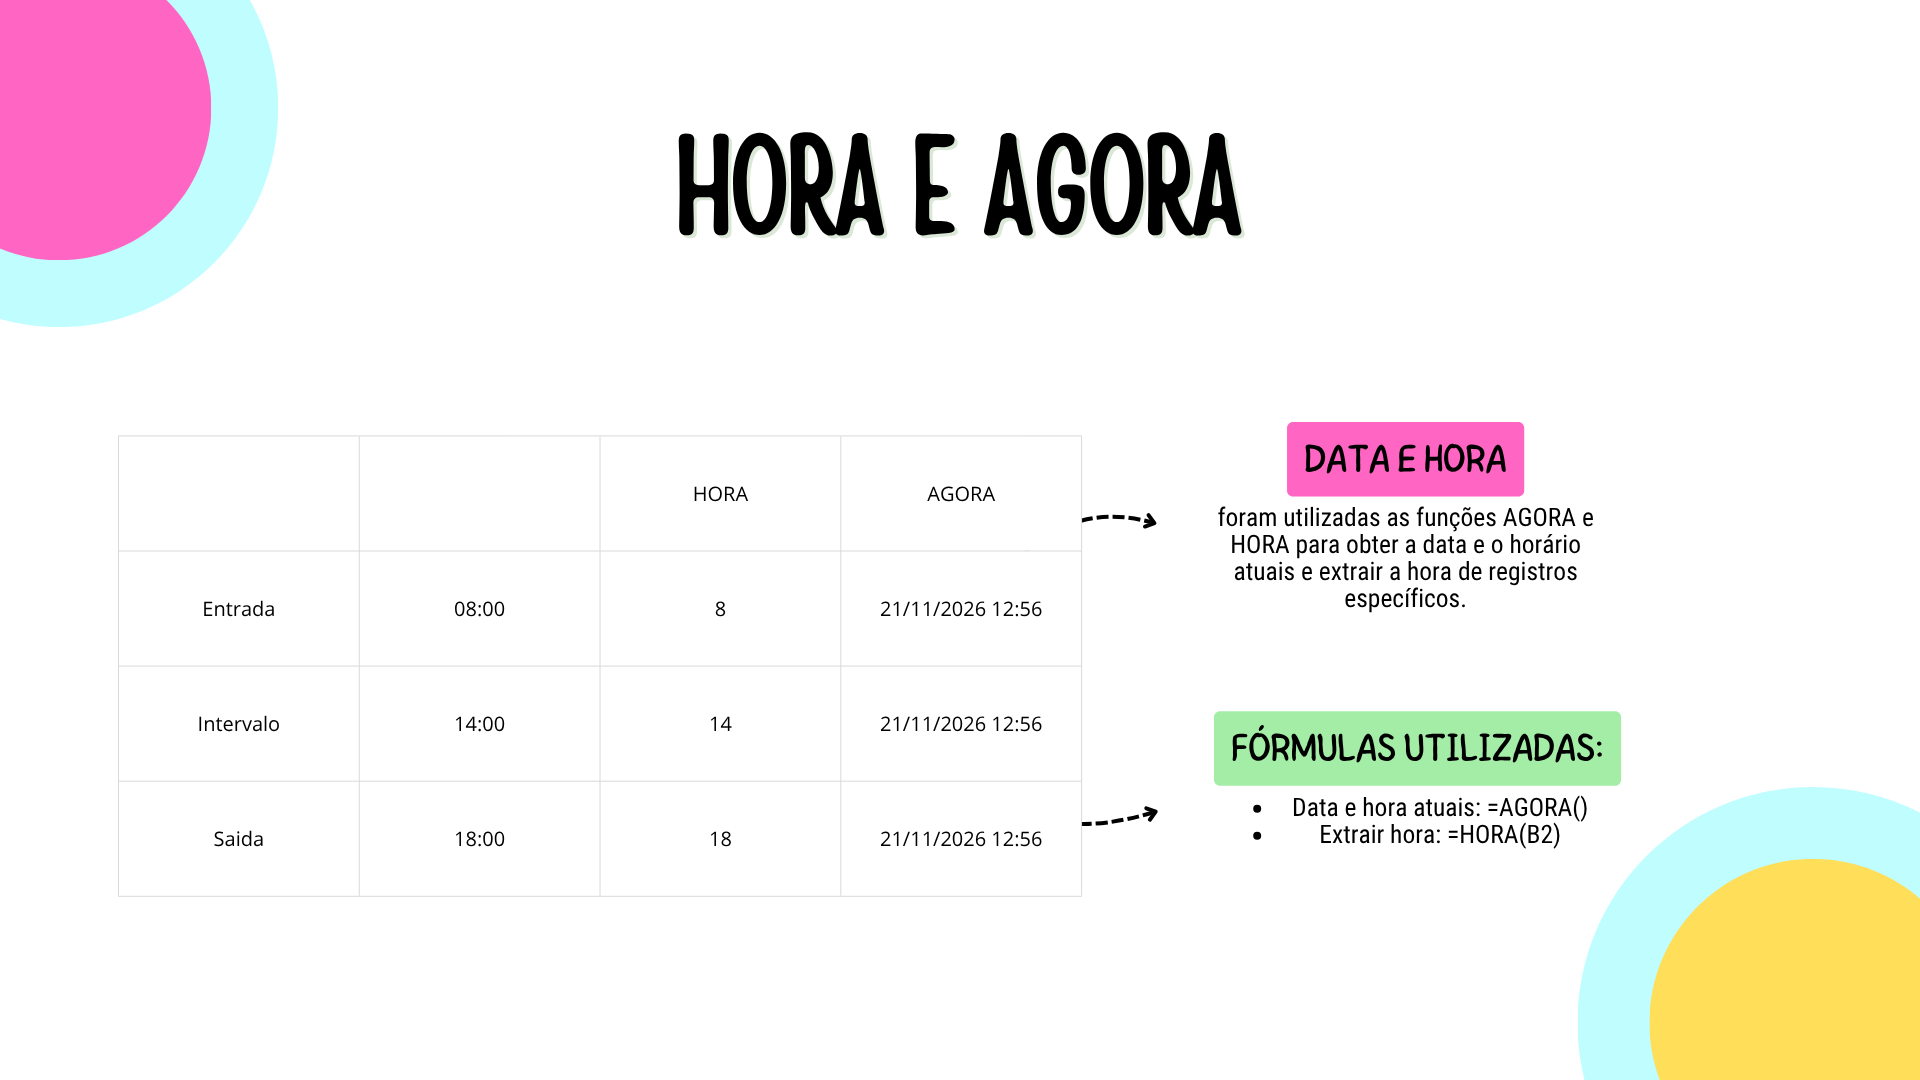 HORA E AGORA
HORA AGORA
Entrada 08:00 8 21/11/2026 12:56
Intervalo 14:00 14 21/11/2026 12:56
Saida 18:00 18 21/11/2026 12:56
DATA E HORA
foram utilizadas as funções AGORA e
HORA para obter a data e o horário
atuais e extrair a hora de registros
específicos.
FÓRMULAS UTILIZADAS:
• Data e hora atuais: =AGORA()
• Extrair hora: =HORA(B2)